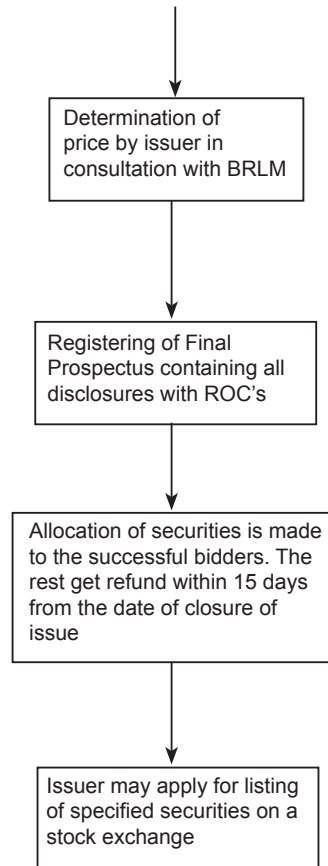 Determination of
price by issuer in
consultation with BRLM
Registering of Final
Prospectus containing all
disclosures with ROC's
Allocation of securities is made
to the successful bidders. The
rest get refund within 15 days
from the date of closure of
issue
Issuer may apply for listing
of specified securities on a
stock exchange